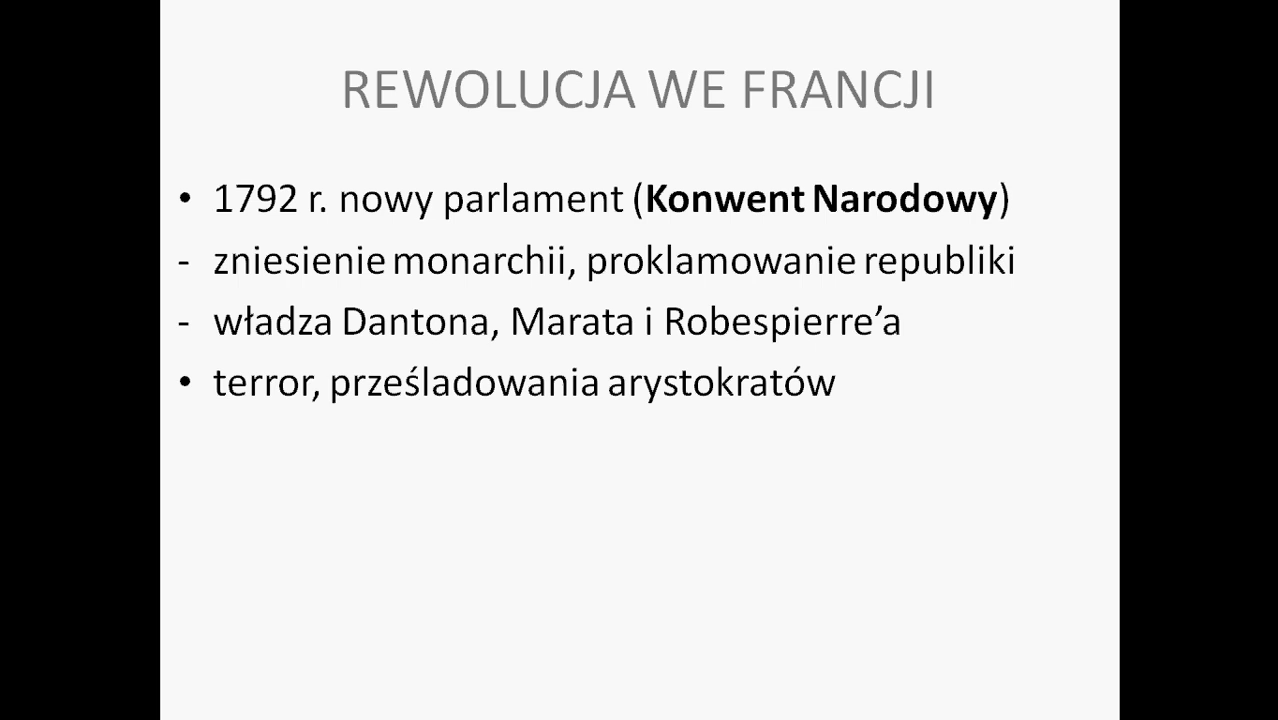 REWOLUCJA WE FRANCJI
• 1792 r. nowy parlament (Konwent Narodowy)
- zniesienie monarchii, proklamowanie republiki
- władza Dantona, Marata i Robespierre’a
• terror, prześladowania arystokratów